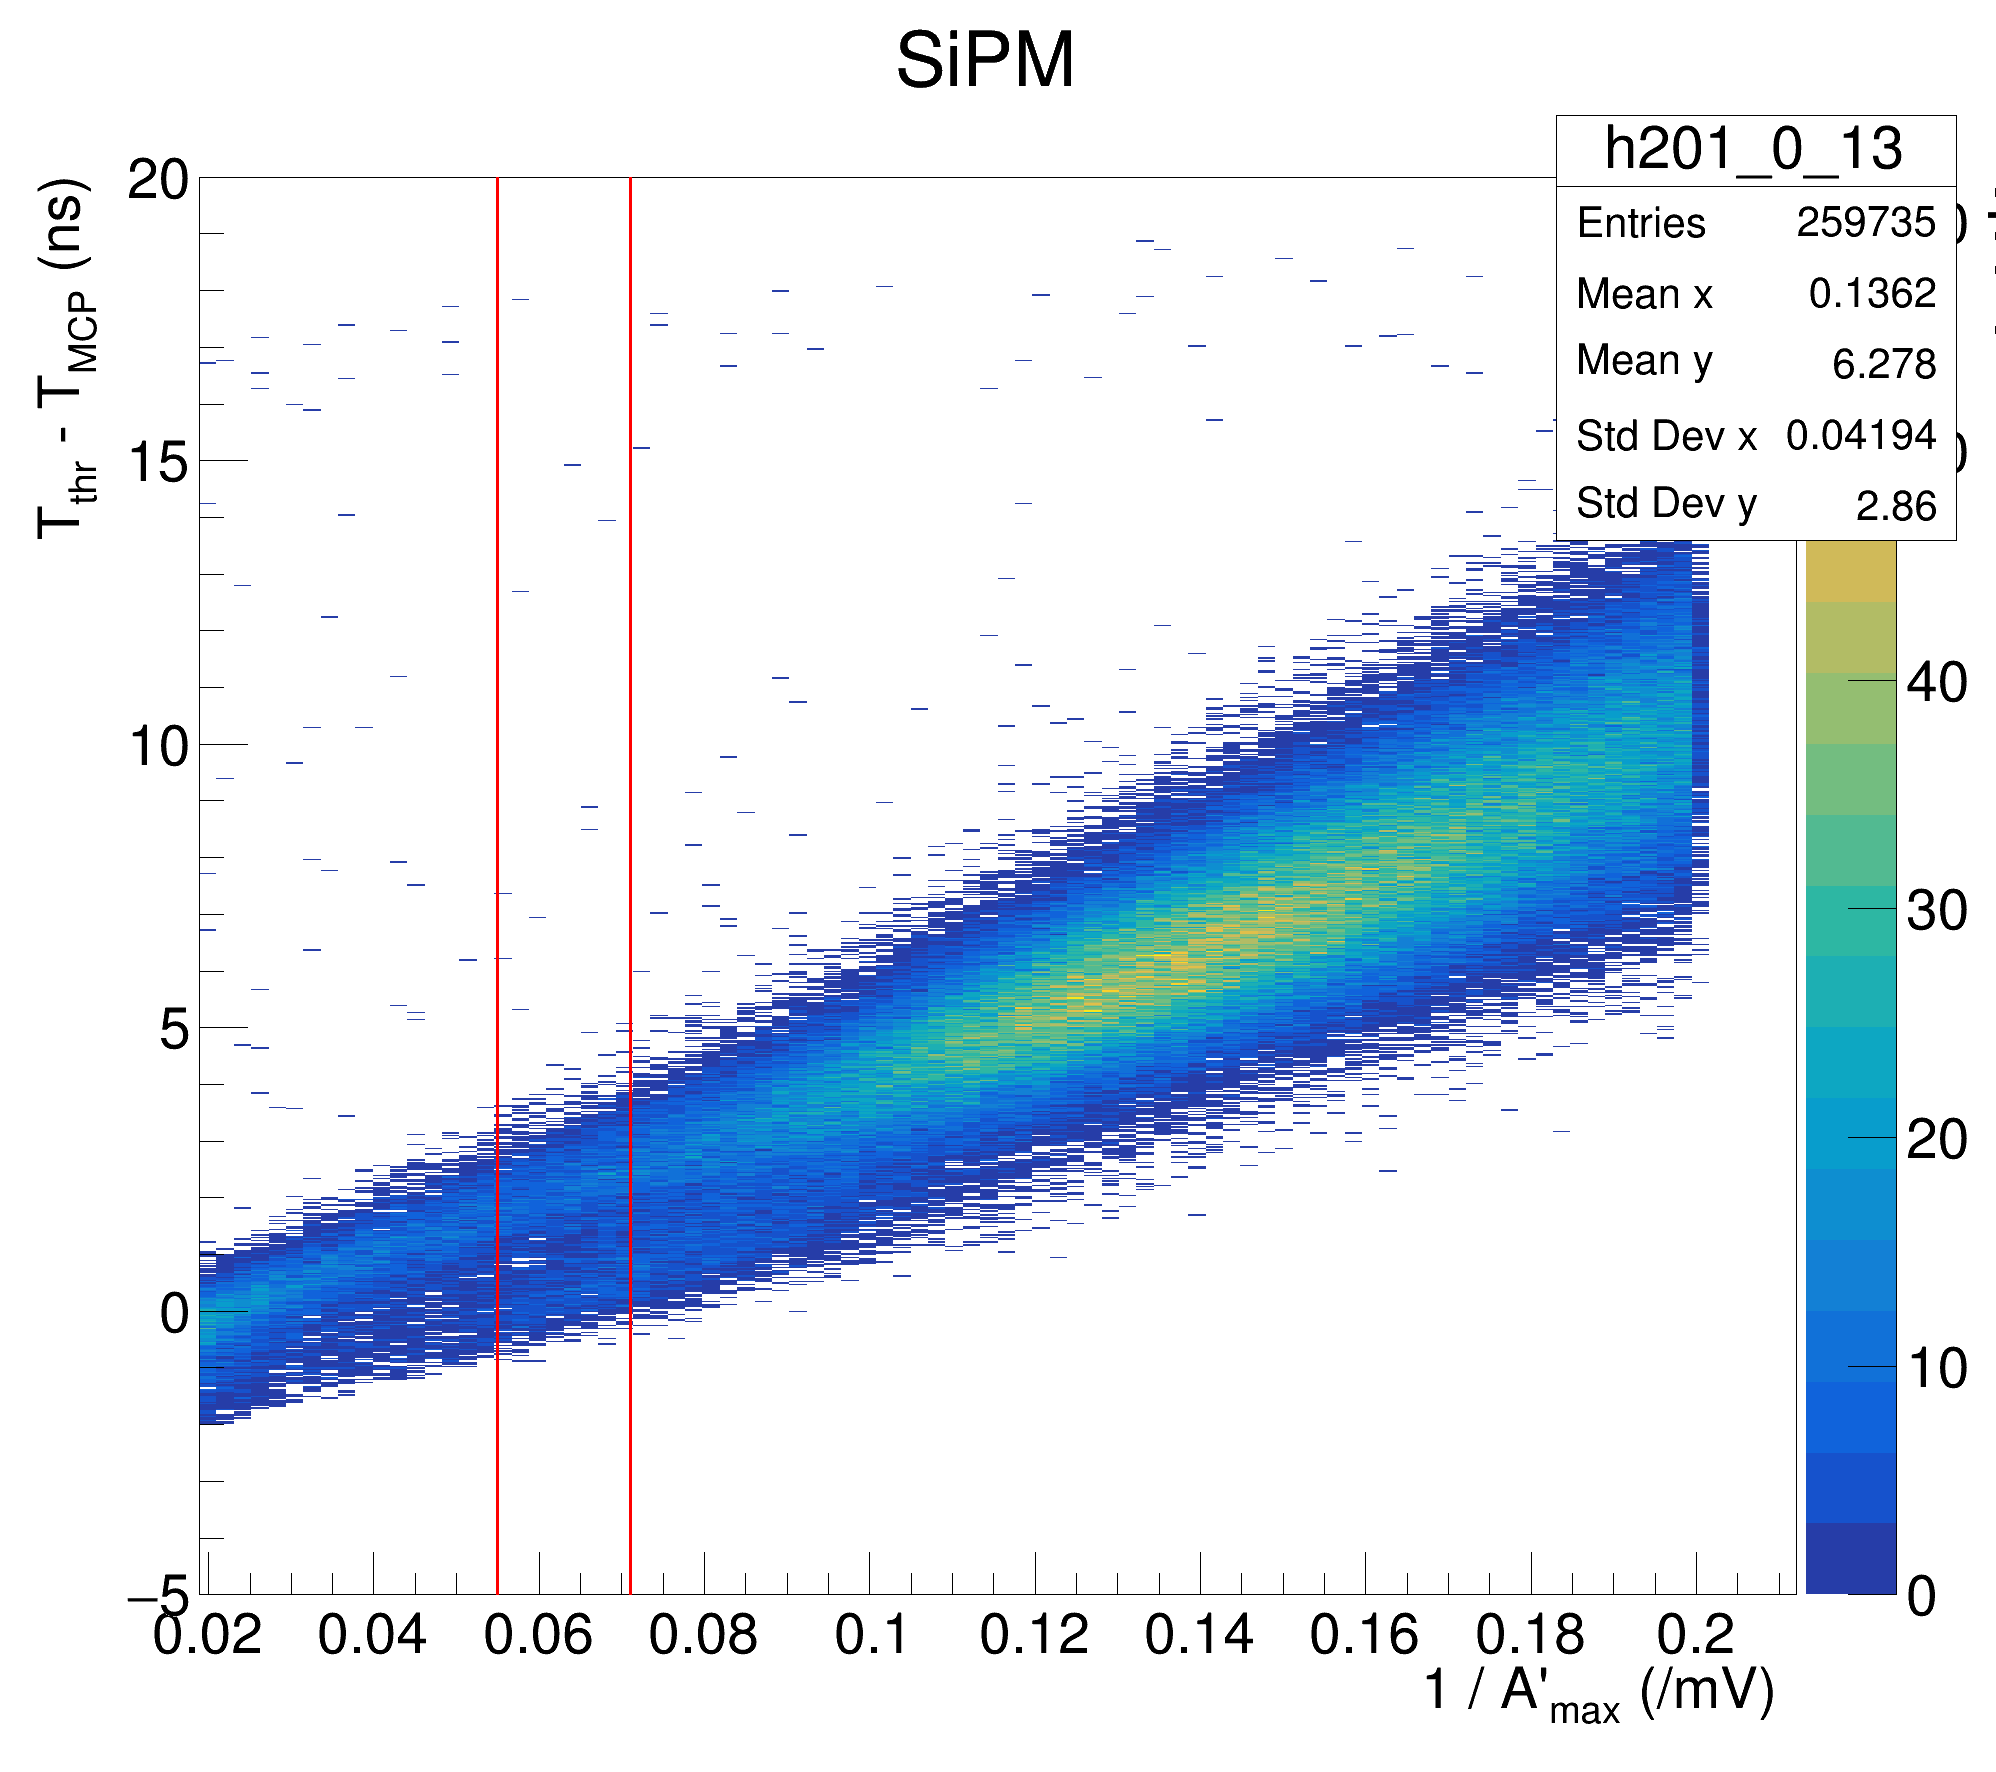 SiPM
T_thr - T_MCP (ns)
h201_0_13
Entries 259735
Mean x 0.1362
Mean y 6.278
Std Dev x 0.04194
Std Dev y 2.86
20
15
10
5
0
−5
40
30
20
10
0
0.02 0.04 0.06 0.08 0.1 0.12 0.14 0.16 0.18 0.2
1 / A'_max (/mV)